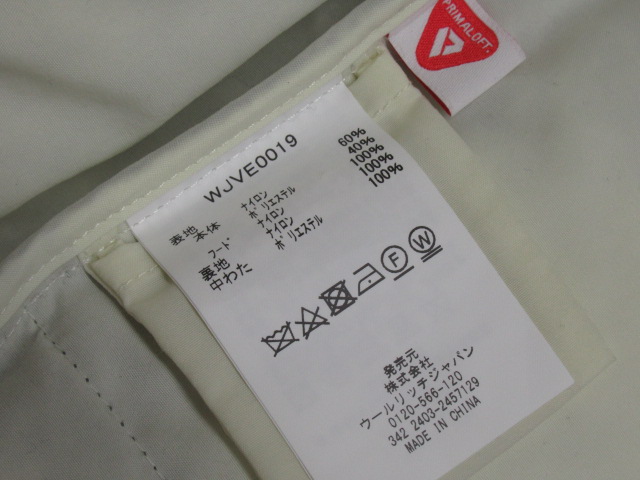 PRIMALOFT®
WJVE0019
表地 本体 ナイロン 60%
ポリエステル 40%
フード ナイロン 100%
裏地 ナイロン 100%
中わた ポリエステル 100%
F W
発売元
株式会社
ウールリッチジャパン
0120-566-120
342 2403-2457129
MADE IN CHINA